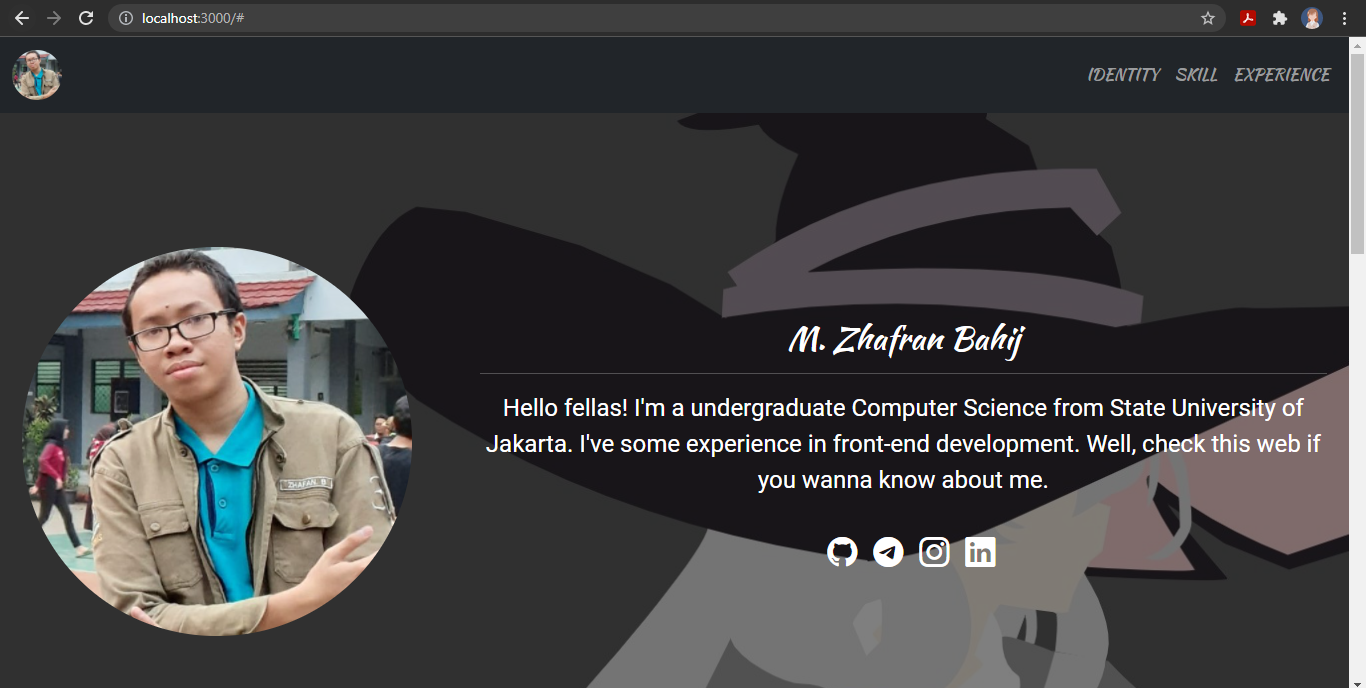 localhost:3000/#
IDENTITY SKILL EXPERIENCE
M. Zhafran Bahij
Hello fellas! I'm a undergraduate Computer Science from State University of
Jakarta. I've some experience in front-end development. Well, check this web if
you wanna know about me.
ZHAFAN. B
in